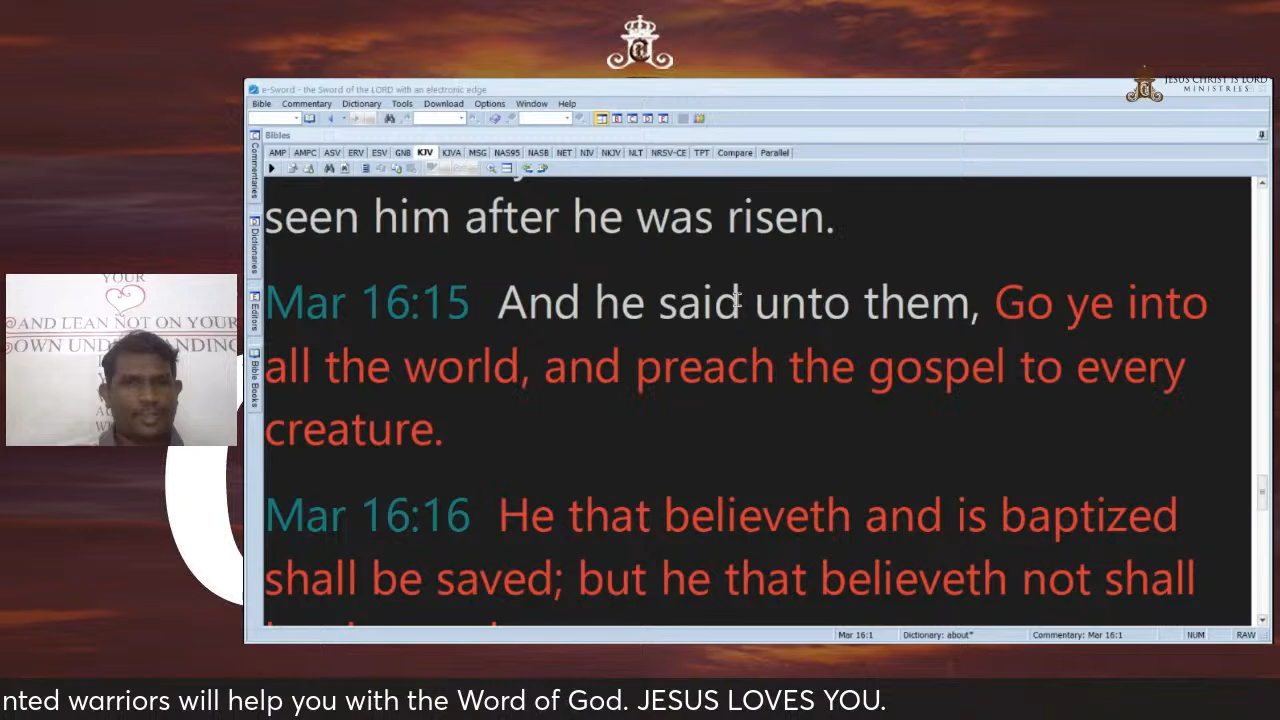 JESUS CHRIST IS LORD
MINISTRIES
e-Sword - the Sword of the LORD with an electronic edge
Bible Commentary Dictionary Tools Download Options Window Help
Bibles
AMP AMPC ASV ERV ESV GNB KJV KJVA MSG NAS95 NASB NET NIV NKJV NLT NRSV-CE TPT Compare Parallel
Commentaries
Dictionaries
Editors
Bible Books
seen him after he was risen.
Mar 16:15 And he said unto them, Go ye into
all the world, and preach the gospel to every
creature.
Mar 16:16 He that believeth and is baptized
shall be saved; but he that believeth not shall
YOUR
AND LEAN NOT ON YOUR
OWN UNDERSTANDING
Mar 16:1 Dictionary: about* Commentary: Mar 16:1 NUM RAW
nted warriors will help you with the Word of God. JESUS LOVES YOU.